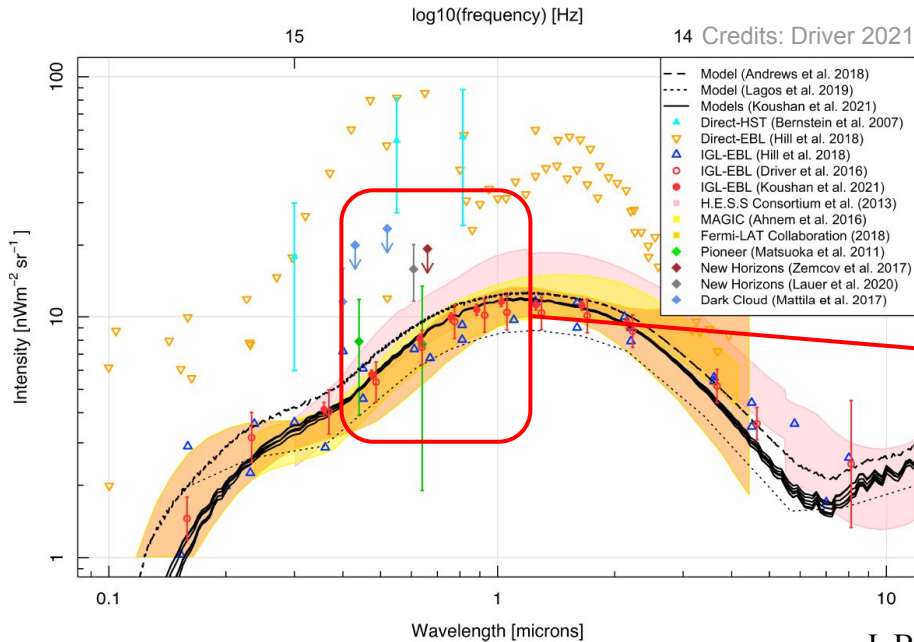 log10(frequency) [Hz]
15
14
Credits: Driver 2021
100
10
1
Intensity [nWm−2 sr−1]
Model (Andrews et al. 2018)
Model (Lagos et al. 2019)
Models (Koushan et al. 2021)
Direct-HST (Bernstein et al. 2007)
Direct-EBL (Hill et al. 2018)
IGL-EBL (Hill et al. 2018)
IGL-EBL (Driver et al. 2016)
IGL-EBL (Koushan et al. 2021)
H.E.S.S Consortium et al. (2013)
MAGIC (Ahnem et al. 2016)
Fermi-LAT Collaboration (2018)
Pioneer (Matsuoka et al. 2011)
New Horizons (Zemcov et al. 2017)
New Horizons (Lauer et al. 2020)
Dark Cloud (Mattila et al. 2017)
0.1
1
10
Wavelength [microns]